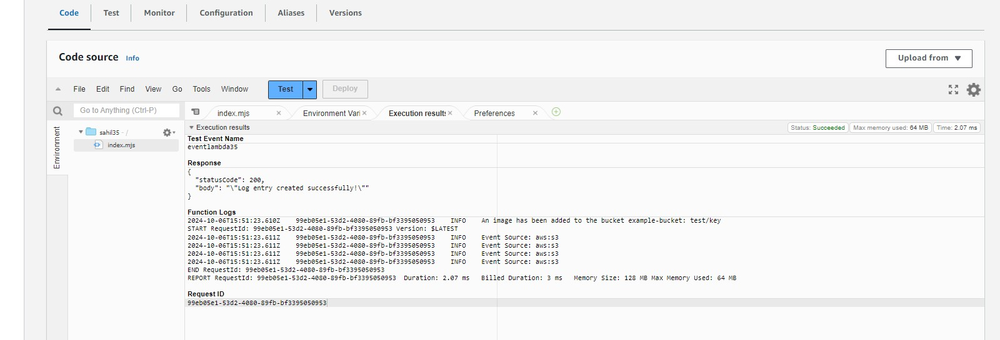 Code Test Monitor Configuration Aliases Versions
Code source Info
Upload from
File Edit Find View Go Tools Window Test Deploy
Go to Anything (Ctrl-P)
index.mjs Environment Vari Execution results Preferences
Environment
sahil35 - /
index.mjs
Execution results Status: Succeeded Max memory used: 64 MB Time: 2.07 ms
Test Event Name
eventlambda35
Response
{
"statusCode": 200,
"body": "\"Log entry created successfully!\""
}
Function Logs
2024-10-06T15:51:23.610Z 99eb05e1-53d2-4080-89fb-bf3395050953 INFO An image has been added to the bucket example-bucket: test/key
START RequestId: 99eb05e1-53d2-4080-89fb-bf3395050953 Version: $LATEST
2024-10-06T15:51:23.611Z 99eb05e1-53d2-4080-89fb-bf3395050953 INFO Event Source: aws:s3
2024-10-06T15:51:23.611Z 99eb05e1-53d2-4080-89fb-bf3395050953 INFO Event Source: aws:s3
2024-10-06T15:51:23.611Z 99eb05e1-53d2-4080-89fb-bf3395050953 INFO Event Source: aws:s3
2024-10-06T15:51:23.611Z 99eb05e1-53d2-4080-89fb-bf3395050953 INFO Event Source: aws:s3
END RequestId: 99eb05e1-53d2-4080-89fb-bf3395050953
REPORT RequestId: 99eb05e1-53d2-4080-89fb-bf3395050953 Duration: 2.07 ms Billed Duration: 3 ms Memory Size: 128 MB Max Memory Used: 64 MB
Request ID
99eb05e1-53d2-4080-89fb-bf3395050953